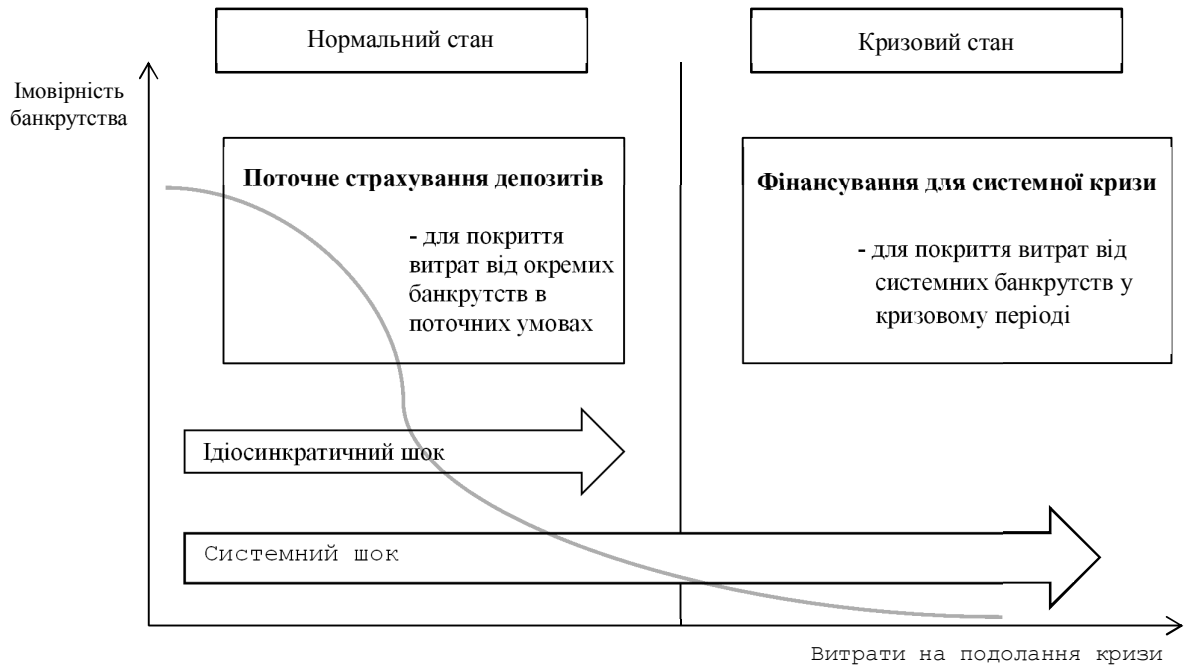 Нормальний стан
Кризовий стан
Імовірність
банкрутства
Поточне страхування депозитів
- для покриття
витрат від окремих
банкрутств в
поточних умовах
Фінансування для системної кризи
- для покриття витрат від
системних банкрутств у
кризовому періоді
Ідіосинкратичний шок
Системний шок
Витрати на подолання кризи